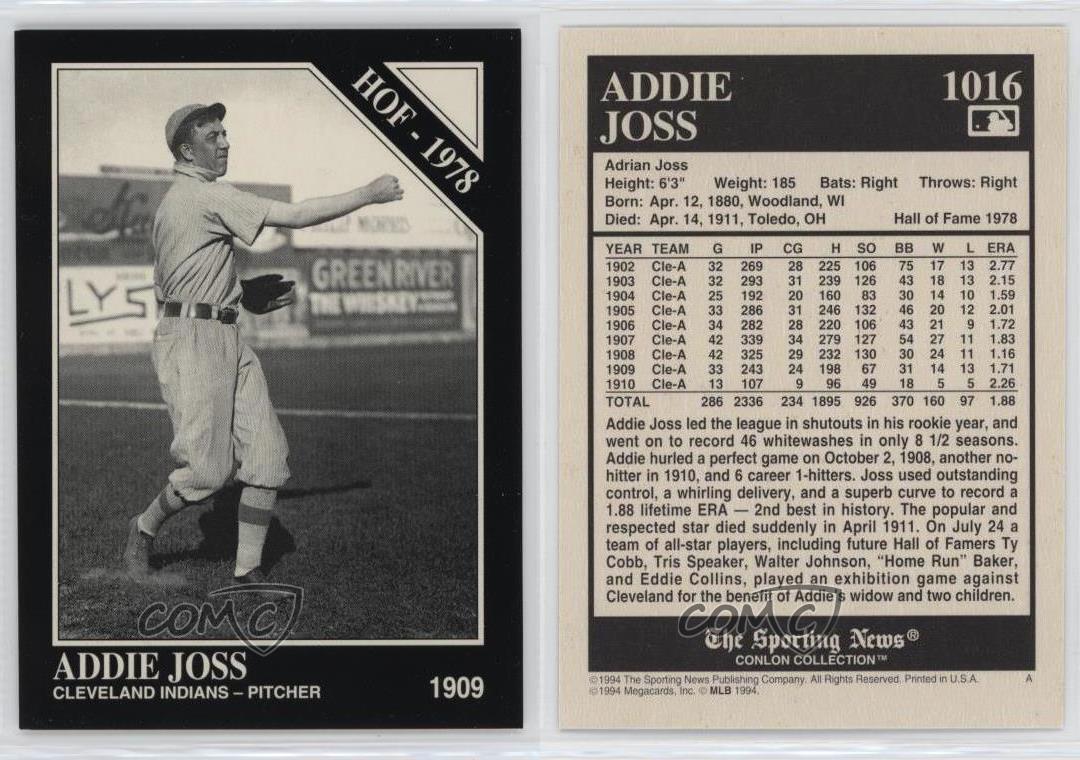 HOF - 1978
PHILIP MORRIS
LYS
GREEN RIVER
THE WHISKEY
ADDIE JOSS
CLEVELAND INDIANS – PITCHER
1909
COMC
ADDIE
JOSS
1016
Adrian Joss
Height: 6'3" Weight: 185 Bats: Right Throws: Right
Born: Apr. 12, 1880, Woodland, WI
Died: Apr. 14, 1911, Toledo, OH Hall of Fame 1978
YEAR TEAM G IP CG H SO BB W L ERA
1902 Cle-A 32 269 28 225 106 75 17 13 2.77
1903 Cle-A 32 293 31 239 126 43 18 13 2.15
1904 Cle-A 25 192 20 160 83 30 14 10 1.59
1905 Cle-A 33 286 31 246 132 46 20 12 2.01
1906 Cle-A 34 282 28 220 106 43 21 9 1.72
1907 Cle-A 42 339 34 279 127 54 27 11 1.83
1908 Cle-A 42 325 29 232 130 30 24 11 1.16
1909 Cle-A 33 243 24 198 67 31 14 13 1.71
1910 Cle-A 13 107 9 96 49 18 5 5 2.26
TOTAL 286 2336 234 1895 926 370 160 97 1.88
Addie Joss led the league in shutouts in his rookie year, and
went on to record 46 whitewashes in only 8 1/2 seasons.
Addie hurled a perfect game on October 2, 1908, another no-
hitter in 1910, and 6 career 1-hitters. Joss used outstanding
control, a whirling delivery, and a superb curve to record a
1.88 lifetime ERA — 2nd best in history. The popular and
respected star died suddenly in April 1911. On July 24 a
team of all-star players, including future Hall of Famers Ty
Cobb, Tris Speaker, Walter Johnson, “Home Run” Baker,
and Eddie Collins, played an exhibition game against
Cleveland for the benefit of Addie's widow and two children.
COMC
The Sporting News®
CONLON COLLECTION™
©1994 The Sporting News Publishing Company. All Rights Reserved. Printed in U.S.A. A
©1994 Megacards, Inc. © MLB 1994.